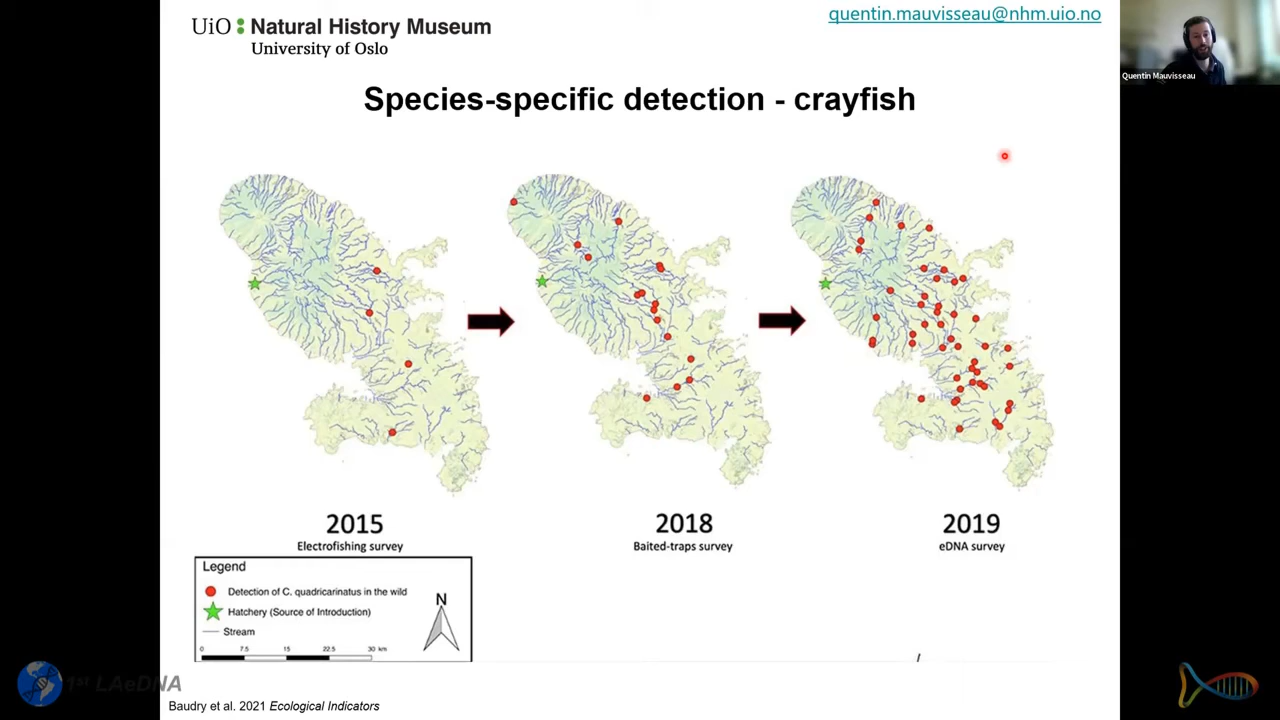 UiO Natural History Museum
University of Oslo
quentin.mauvisseau@nhm.uio.no
Quentin Mauvisseau
Species-specific detection - crayfish
2015
Electrofishing survey
2018
Baited-traps survey
2019
eDNA survey
Legend
Detection of C. quadricarinatus in the wild
Hatchery (Source of Introduction)
Stream
N
0 7.5 15 22.5 30 km
1st LAeDNA
Baudry et al. 2021 Ecological Indicators